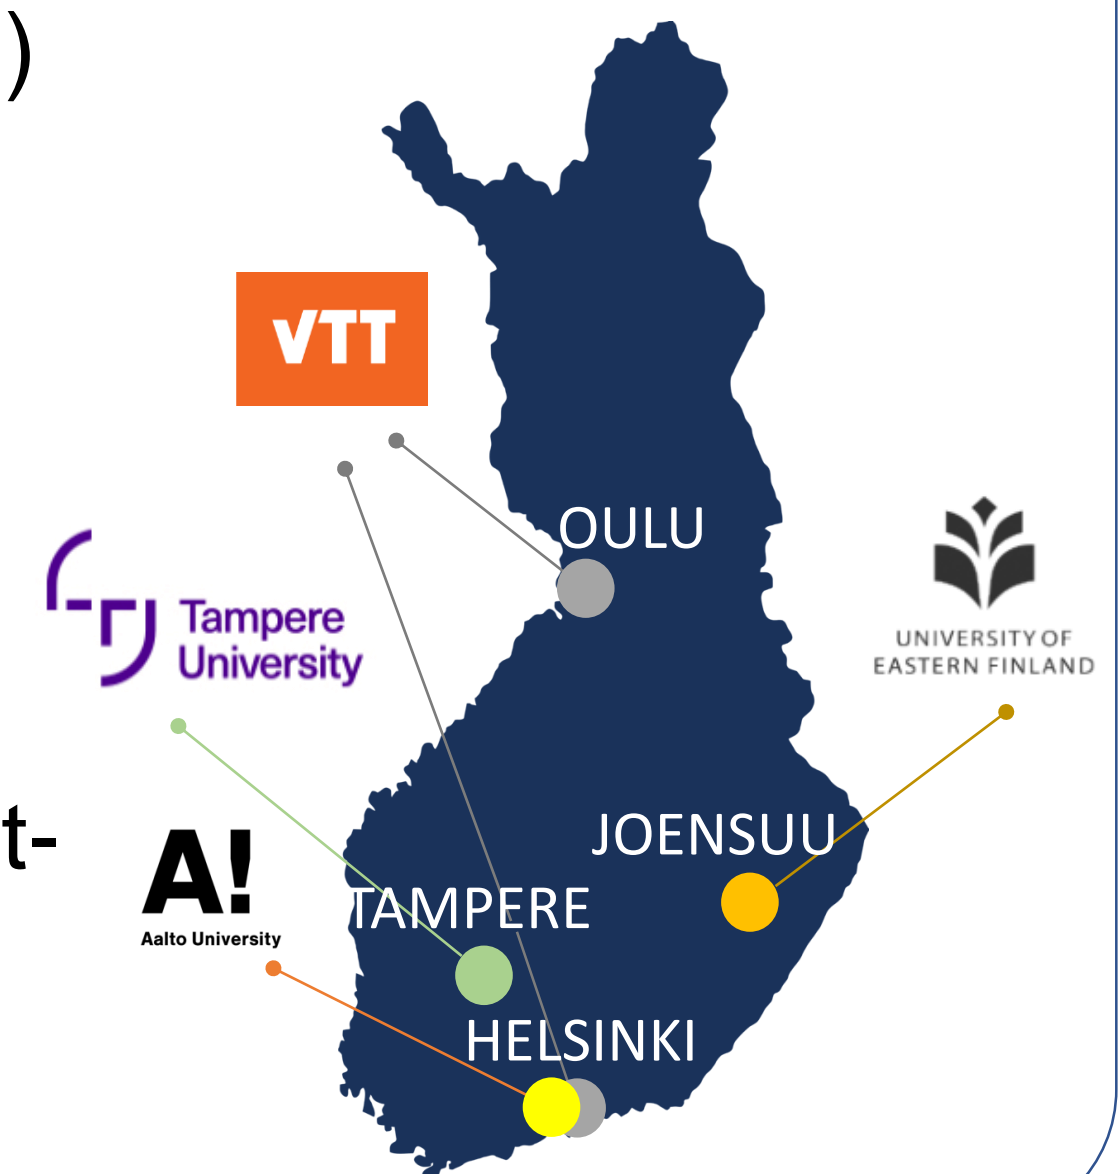 )
VTT
OULU
Tampere
University
UNIVERSITY OF
EASTERN FINLAND
t-
JOENSUU
A!
Aalto University
TAMPERE
HELSINKI